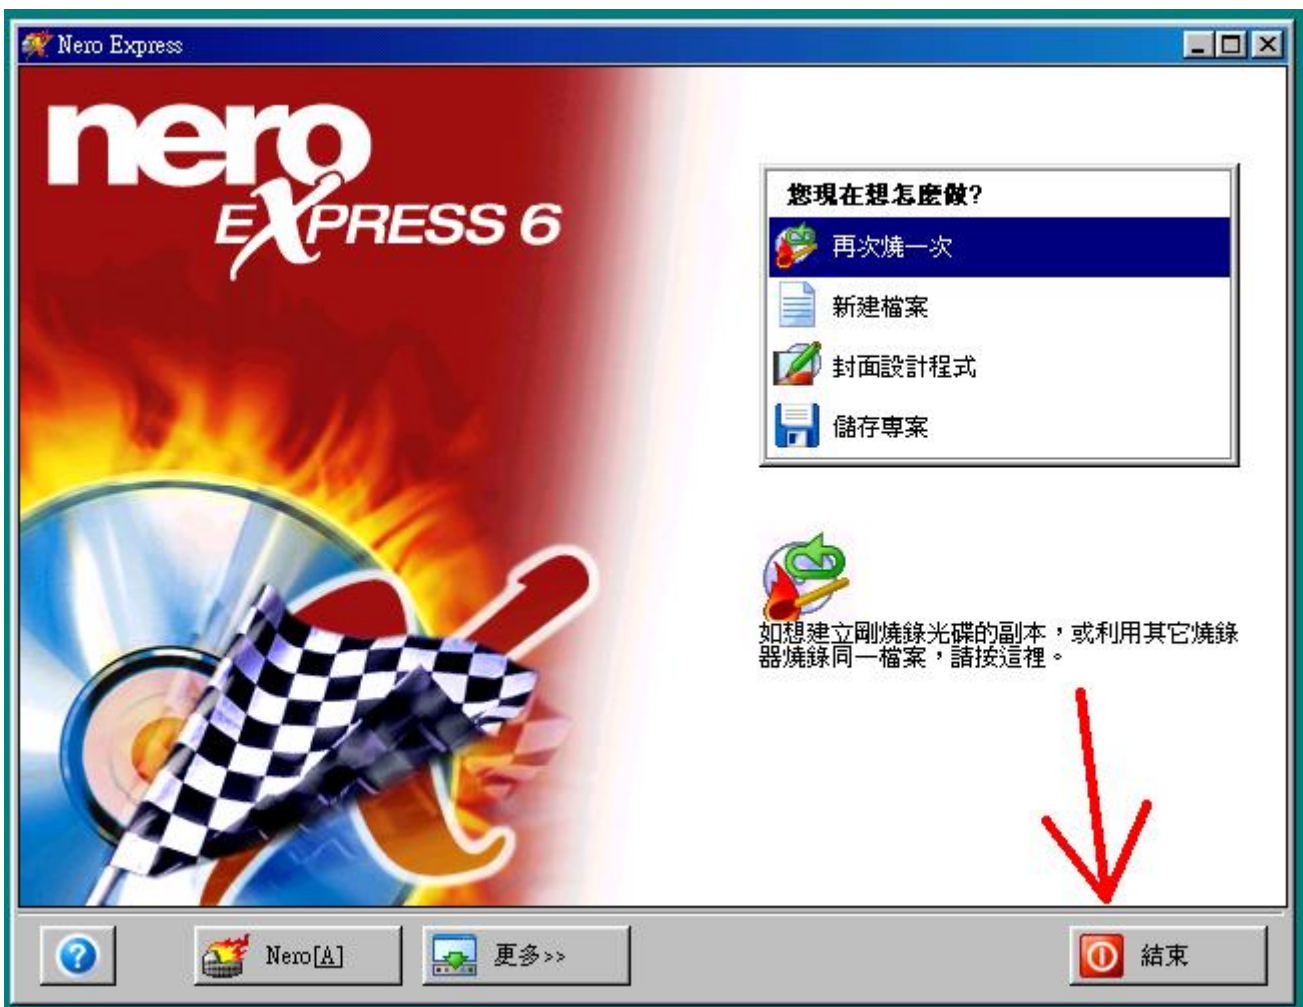 Nero Express
nero
EXPRESS 6
您現在想怎麼做?
再次燒一次
新建檔案
封面設計程式
儲存專案
如想建立剛燒錄光碟的副本，或利用其它燒錄
器燒錄同一檔案，請按這裡。
Nero[A]
更多>>
結束